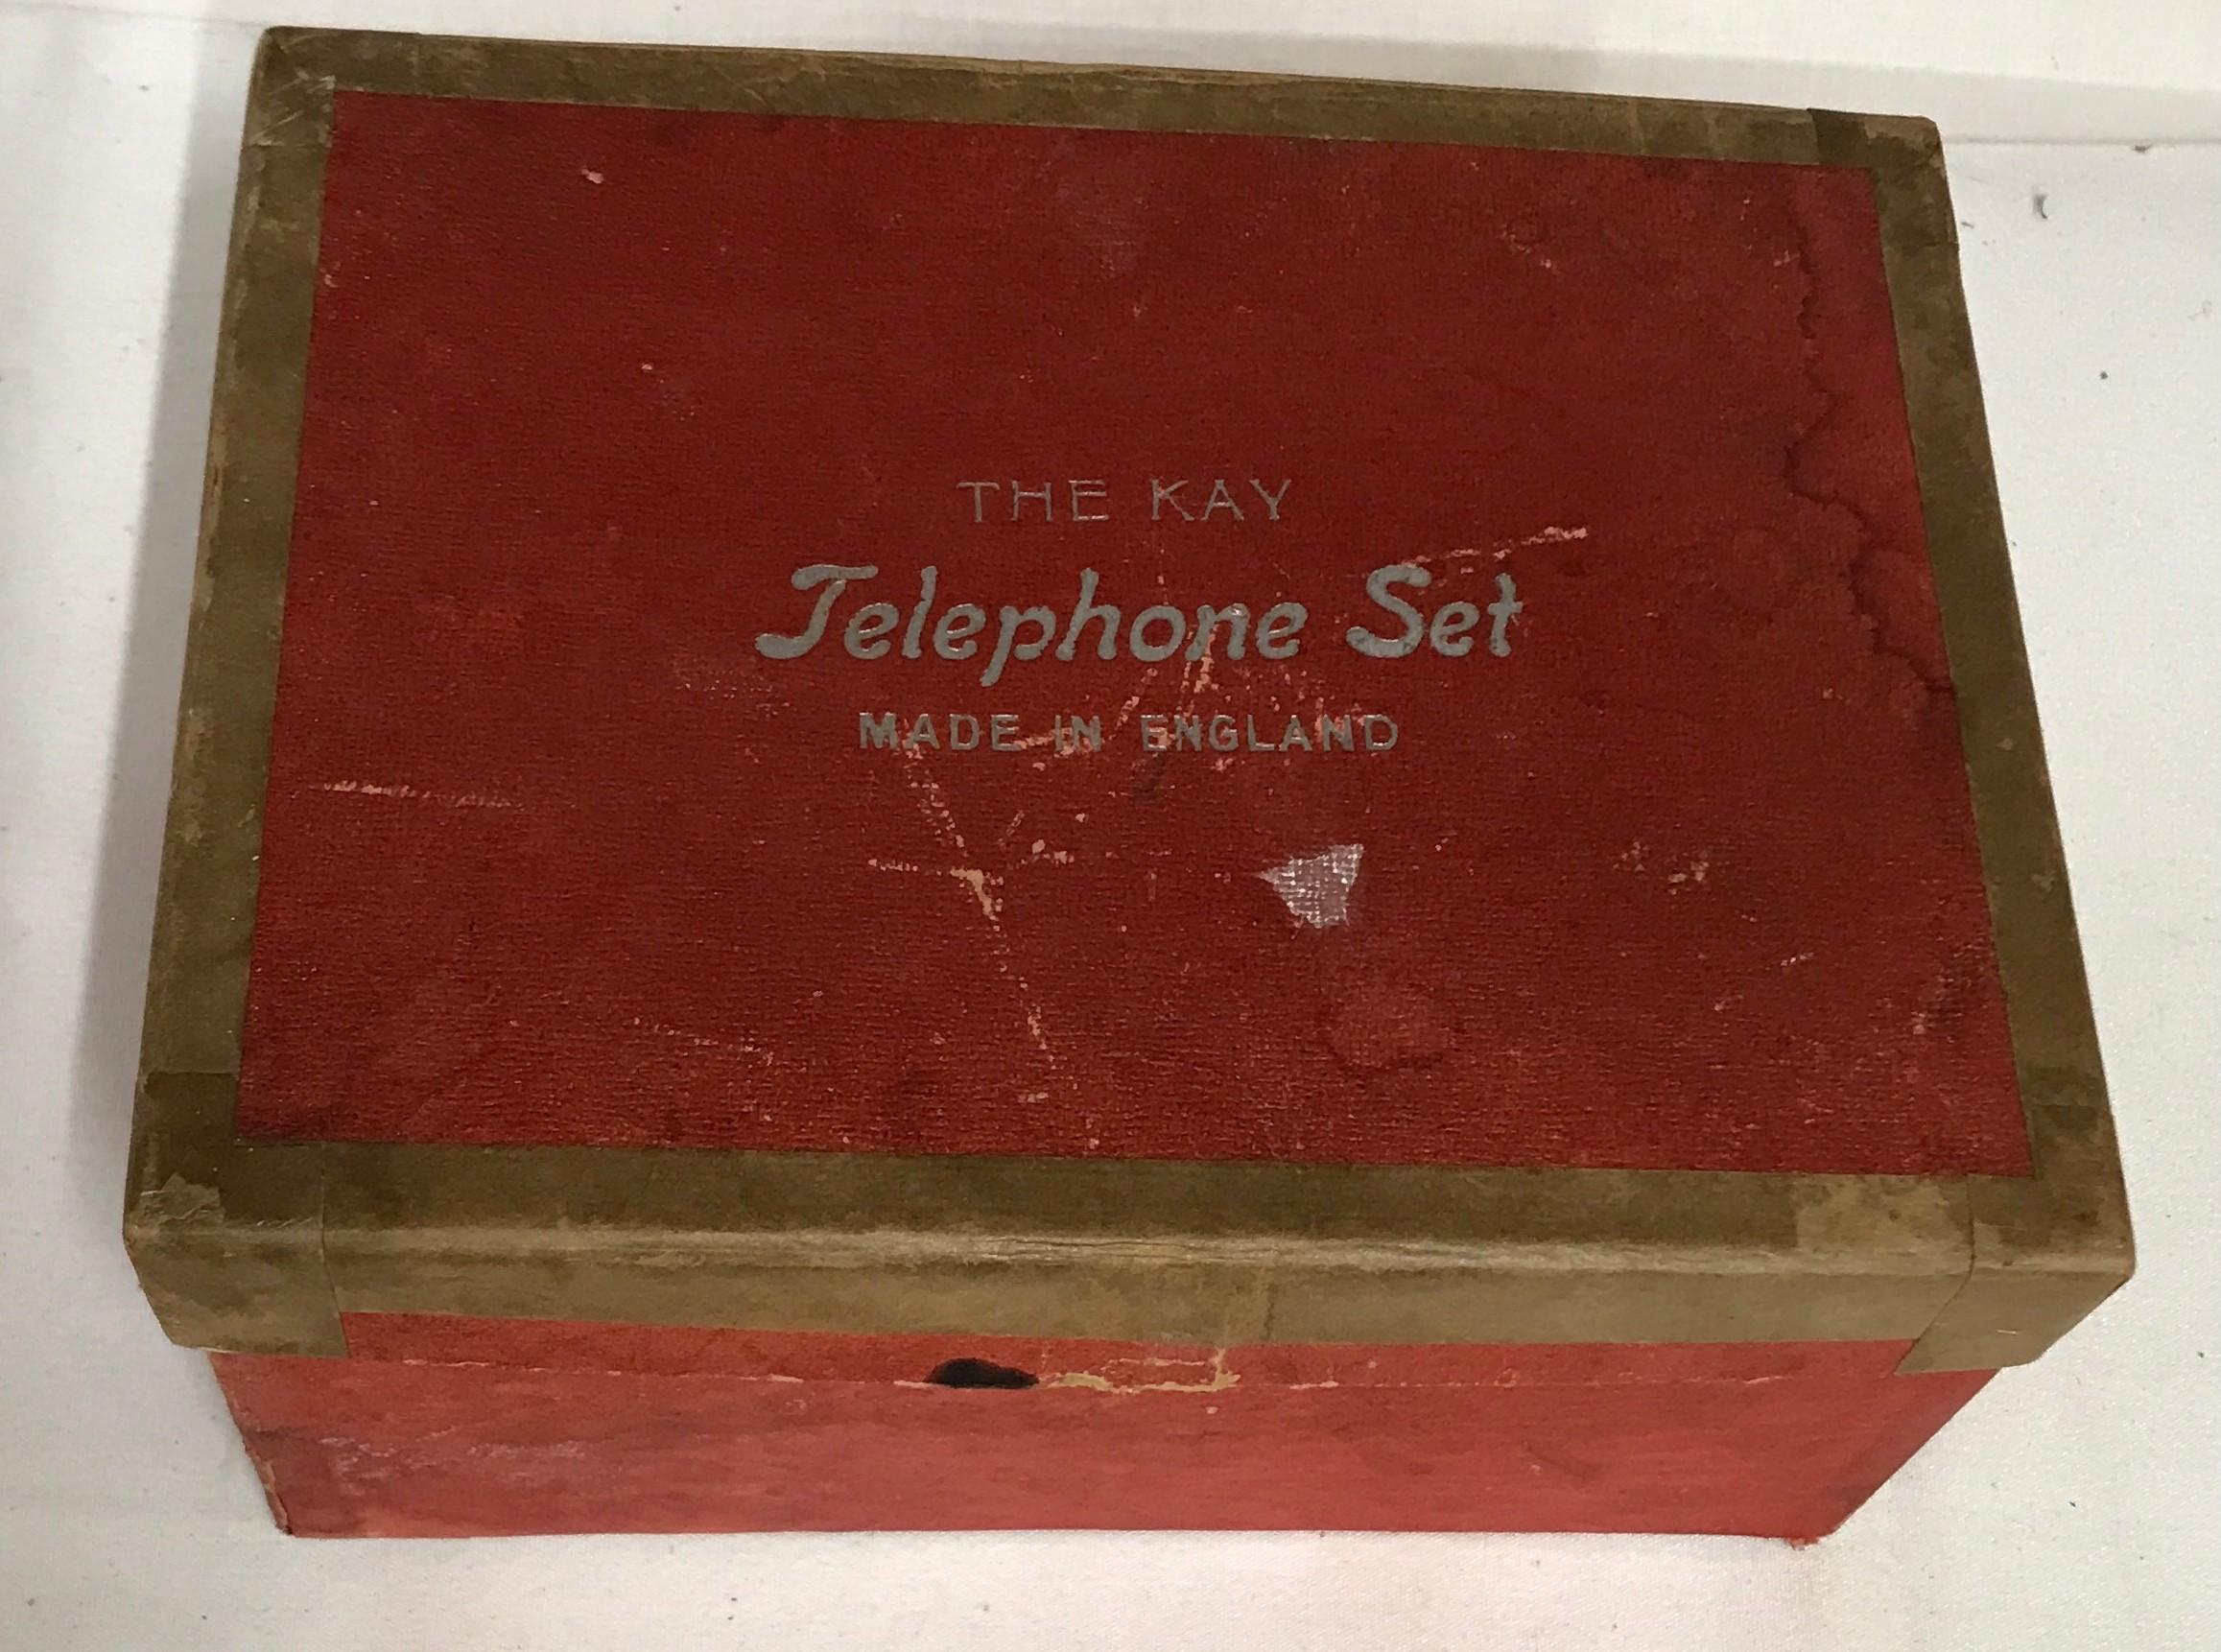 THE KAY
Telephone Set
MADE IN ENGLAND